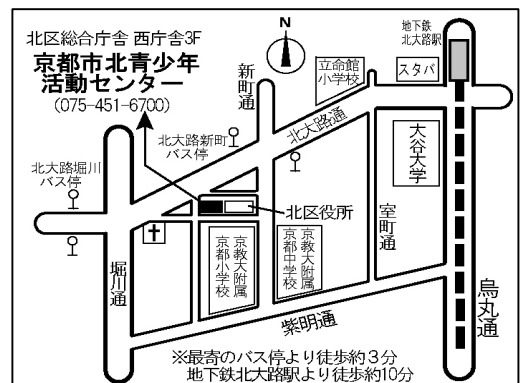 北区総合庁舎 西庁舎3F
京都市北青少年
活動センター
(075-451-6700)
N
地下鉄
北大路駅
スタバ
立命館
小学校
新町通
北大路通
北大路新町
バス停
北大路堀川
バス停
大谷大学
室町通
北区役所
京都小学校
京教大附属
京都中学校
京教大附属
堀川通
紫明通
烏丸通
※最寄のバス停より徒歩約3分
地下鉄北大路駅より徒歩約10分